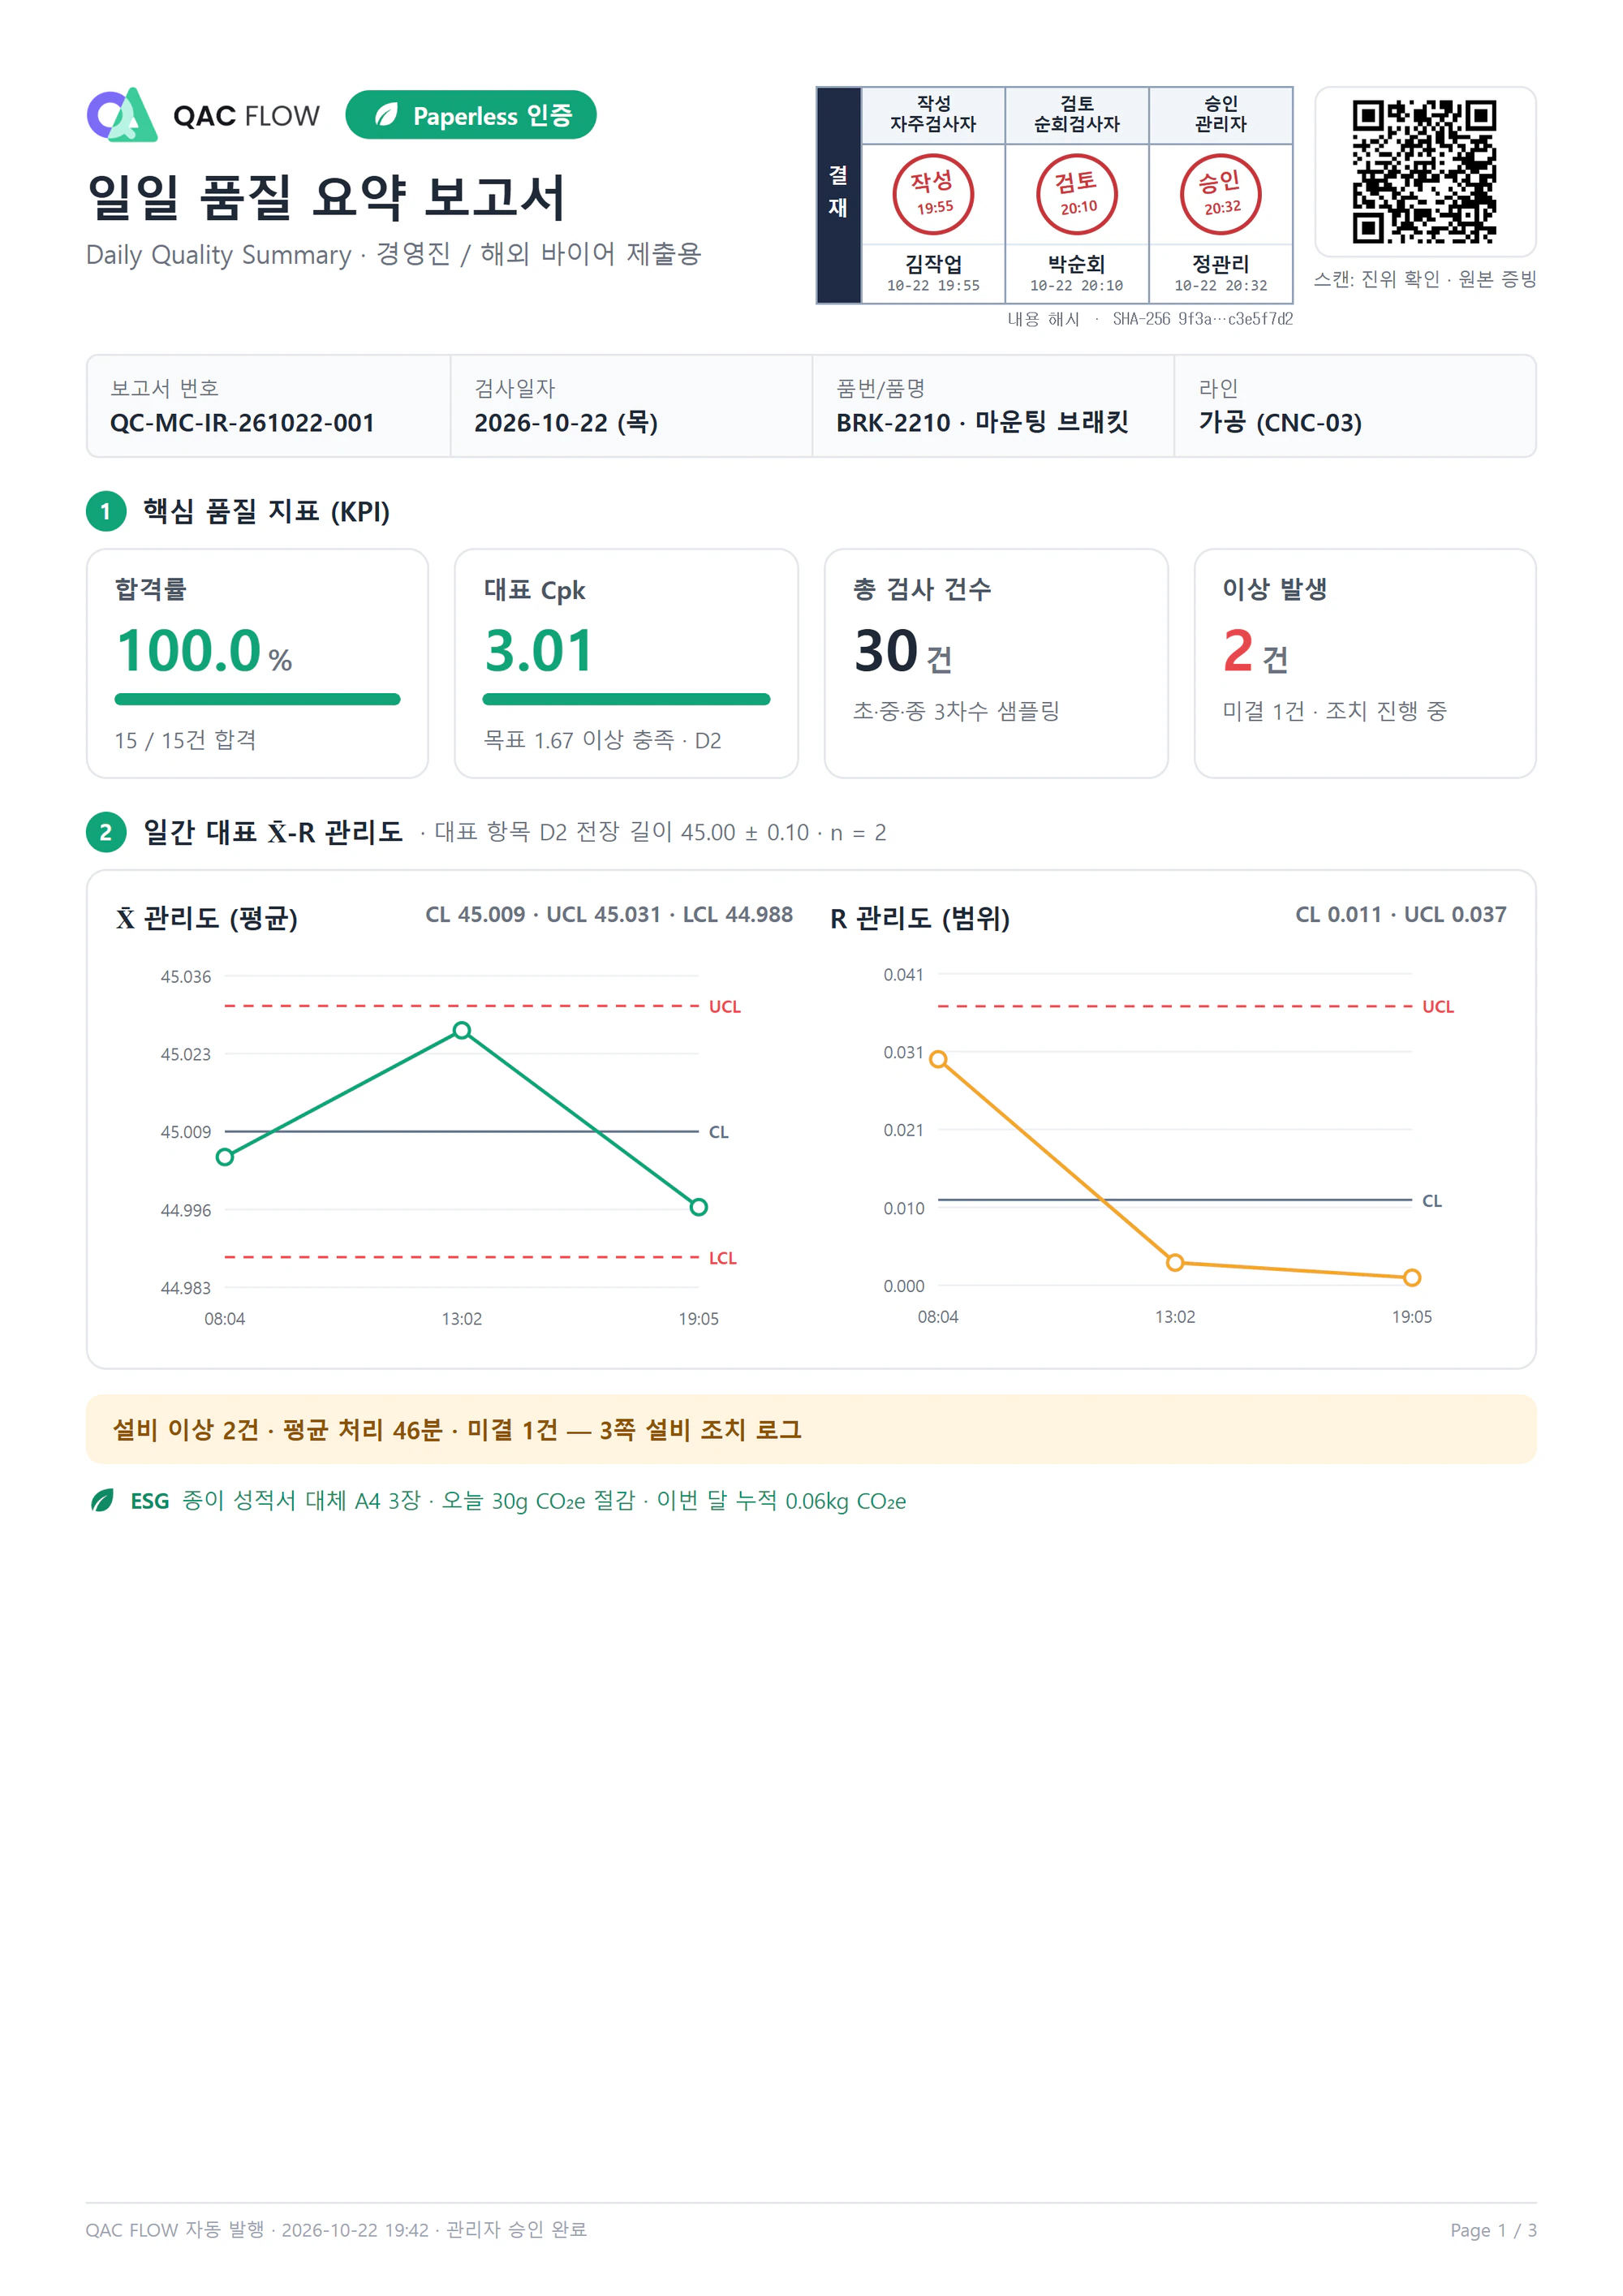 QAC FLOW
Paperless 인증
일일 품질 요약 보고서
Daily Quality Summary · 경영진 / 해외 바이어 제출용
결
재
작성
자주검사자
검토
순회검사자
승인
관리자
작성
19:55
검토
20:10
승인
20:32
김작업
10-22 19:55
박순회
10-22 20:10
정관리
10-22 20:32
내용 해시 · SHA-256 9f3a…c3e5f7d2
스캔: 진위 확인 · 원본 증빙
보고서 번호
QC-MC-IR-261022-001
검사일자
2026-10-22 (목)
품번/품명
BRK-2210 · 마운팅 브래킷
라인
가공 (CNC-03)
1 핵심 품질 지표 (KPI)
합격률
100.0 %
15 / 15건 합격
대표 Cpk
3.01
목표 1.67 이상 충족 · D2
총 검사 건수
30 건
초·중·종 3차수 샘플링
이상 발생
2 건
미결 1건 · 조치 진행 중
2 일간 대표 X̄-R 관리도 · 대표 항목 D2 전장 길이 45.00 ± 0.10 · n = 2
X̄ 관리도 (평균) CL 45.009 · UCL 45.031 · LCL 44.988
45.036
UCL
45.023
45.009
CL
44.996
LCL
44.983
08:04 13:02 19:05
R 관리도 (범위) CL 0.011 · UCL 0.037
0.041
UCL
0.031
0.021
0.010
CL
0.000
08:04 13:02 19:05
설비 이상 2건 · 평균 처리 46분 · 미결 1건 — 3쪽 설비 조치 로그
ESG 종이 성적서 대체 A4 3장 · 오늘 30g CO₂e 절감 · 이번 달 누적 0.06kg CO₂e
QAC FLOW 자동 발행 · 2026-10-22 19:42 · 관리자 승인 완료
Page 1 / 3